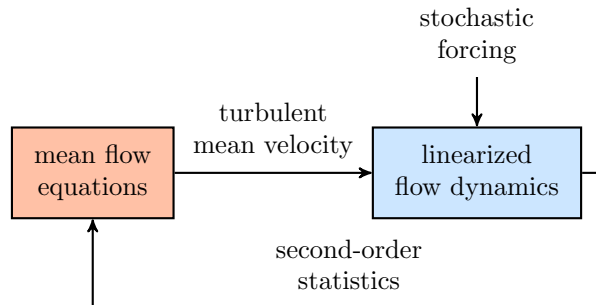 stochastic
forcing
turbulent
mean velocity
mean flow
equations
linearized
flow dynamics
second-order
statistics